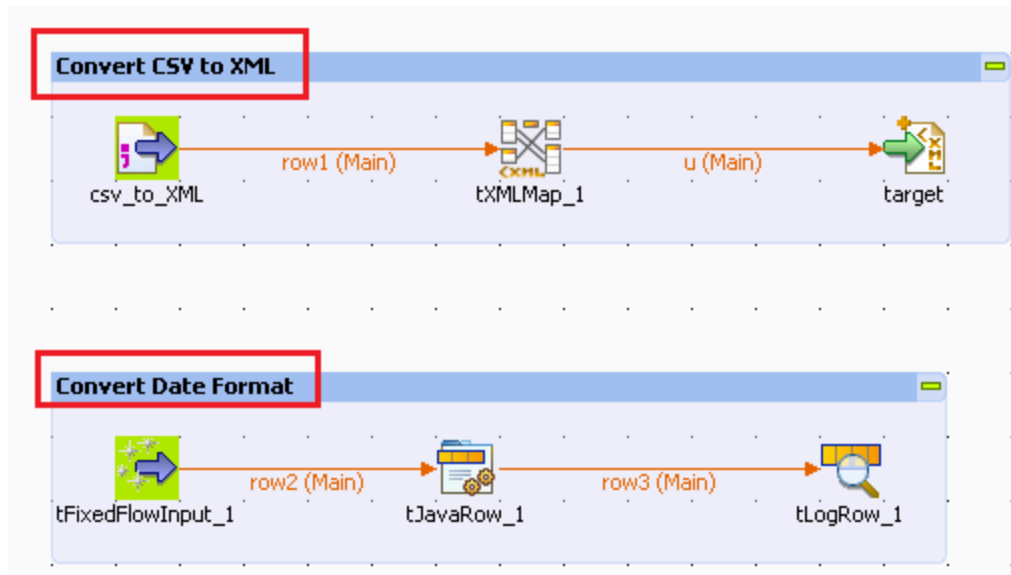 Convert CSV to XML
row1 (Main)
u (Main)
csv_to_XML
tXMLMap_1
target
Convert Date Format
row2 (Main)
row3 (Main)
tFixedFlowInput_1
tJavaRow_1
tLogRow_1